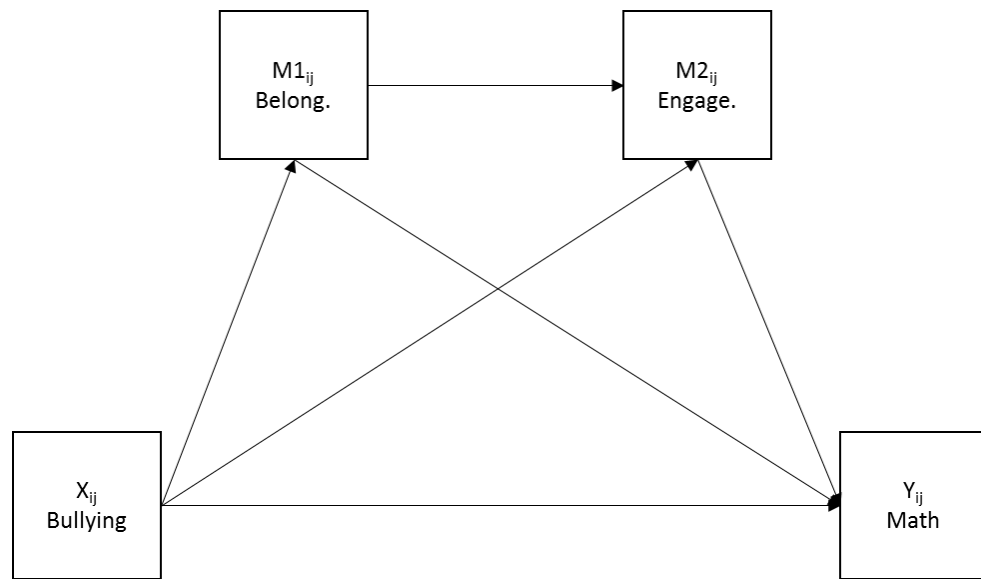 M1ij
Belong.
M2ij
Engage.
Xij
Bullying
Yij
Math